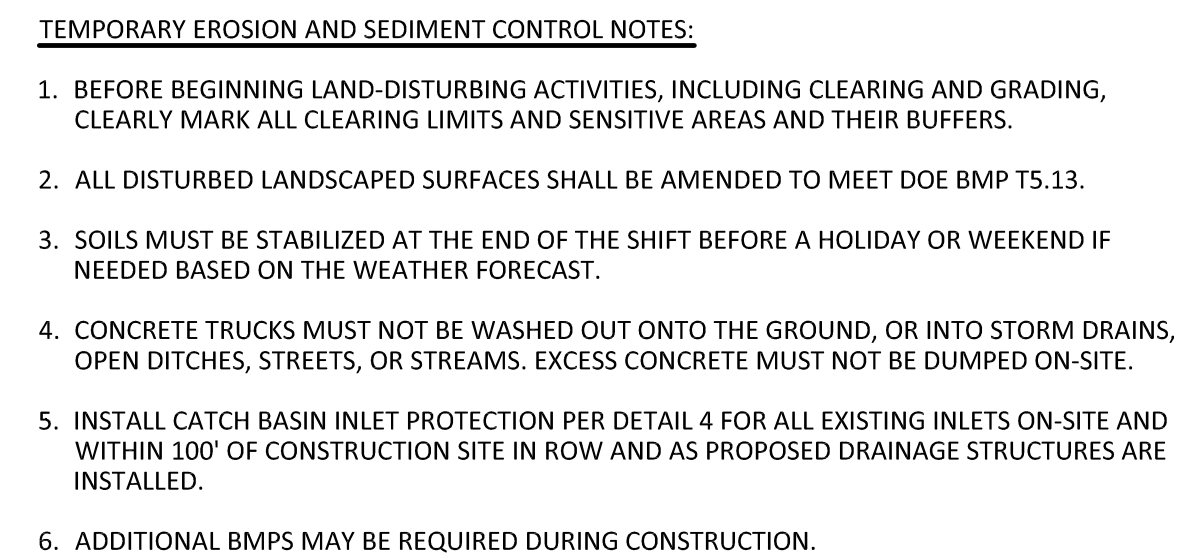 TEMPORARY EROSION AND SEDIMENT CONTROL NOTES:
1. BEFORE BEGINNING LAND-DISTURBING ACTIVITIES, INCLUDING CLEARING AND GRADING,
CLEARLY MARK ALL CLEARING LIMITS AND SENSITIVE AREAS AND THEIR BUFFERS.
2. ALL DISTURBED LANDSCAPED SURFACES SHALL BE AMENDED TO MEET DOE BMP T5.13.
3. SOILS MUST BE STABILIZED AT THE END OF THE SHIFT BEFORE A HOLIDAY OR WEEKEND IF
NEEDED BASED ON THE WEATHER FORECAST.
4. CONCRETE TRUCKS MUST NOT BE WASHED OUT ONTO THE GROUND, OR INTO STORM DRAINS,
OPEN DITCHES, STREETS, OR STREAMS. EXCESS CONCRETE MUST NOT BE DUMPED ON-SITE.
5. INSTALL CATCH BASIN INLET PROTECTION PER DETAIL 4 FOR ALL EXISTING INLETS ON-SITE AND
WITHIN 100' OF CONSTRUCTION SITE IN ROW AND AS PROPOSED DRAINAGE STRUCTURES ARE
INSTALLED.
6. ADDITIONAL BMPS MAY BE REQUIRED DURING CONSTRUCTION.